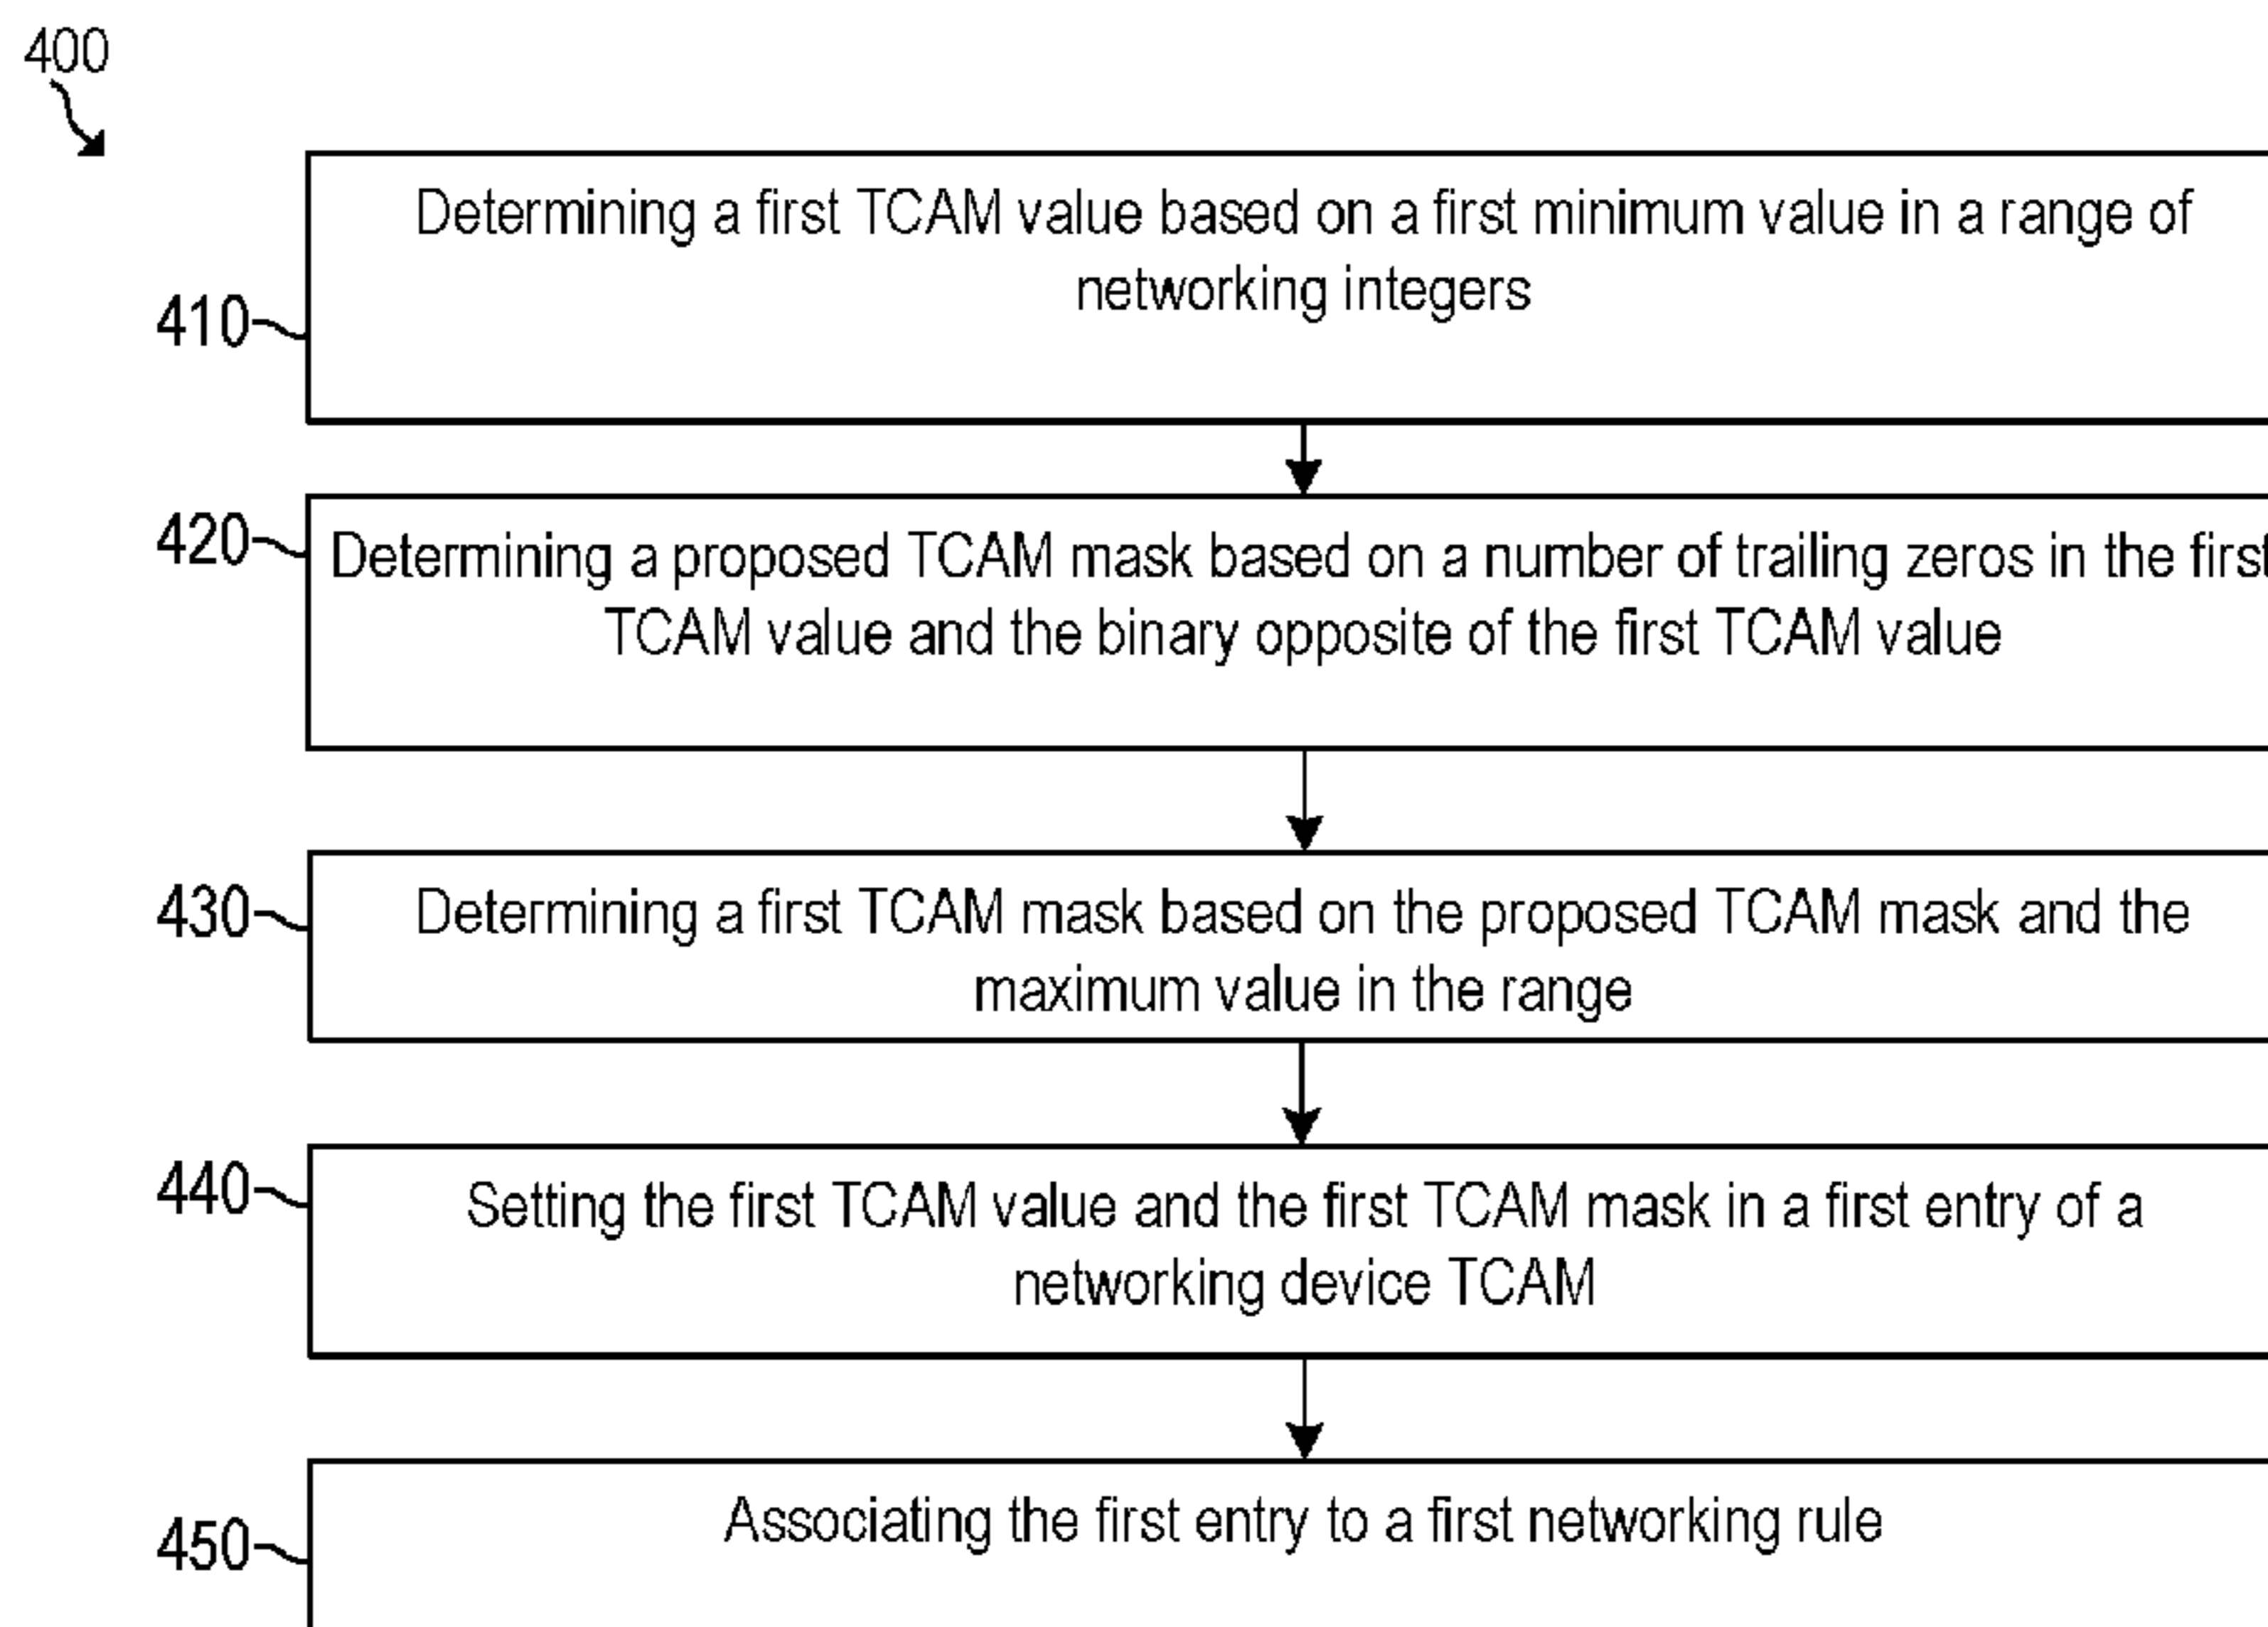 400
Determining a first TCAM value based on a first minimum value in a range of
networking integers
410
420
Determining a proposed TCAM mask based on a number of trailing zeros in the first
TCAM value and the binary opposite of the first TCAM value
430
Determining a first TCAM mask based on the proposed TCAM mask and the
maximum value in the range
440
Setting the first TCAM value and the first TCAM mask in a first entry of a
networking device TCAM
Associating the first entry to a first networking rule
450